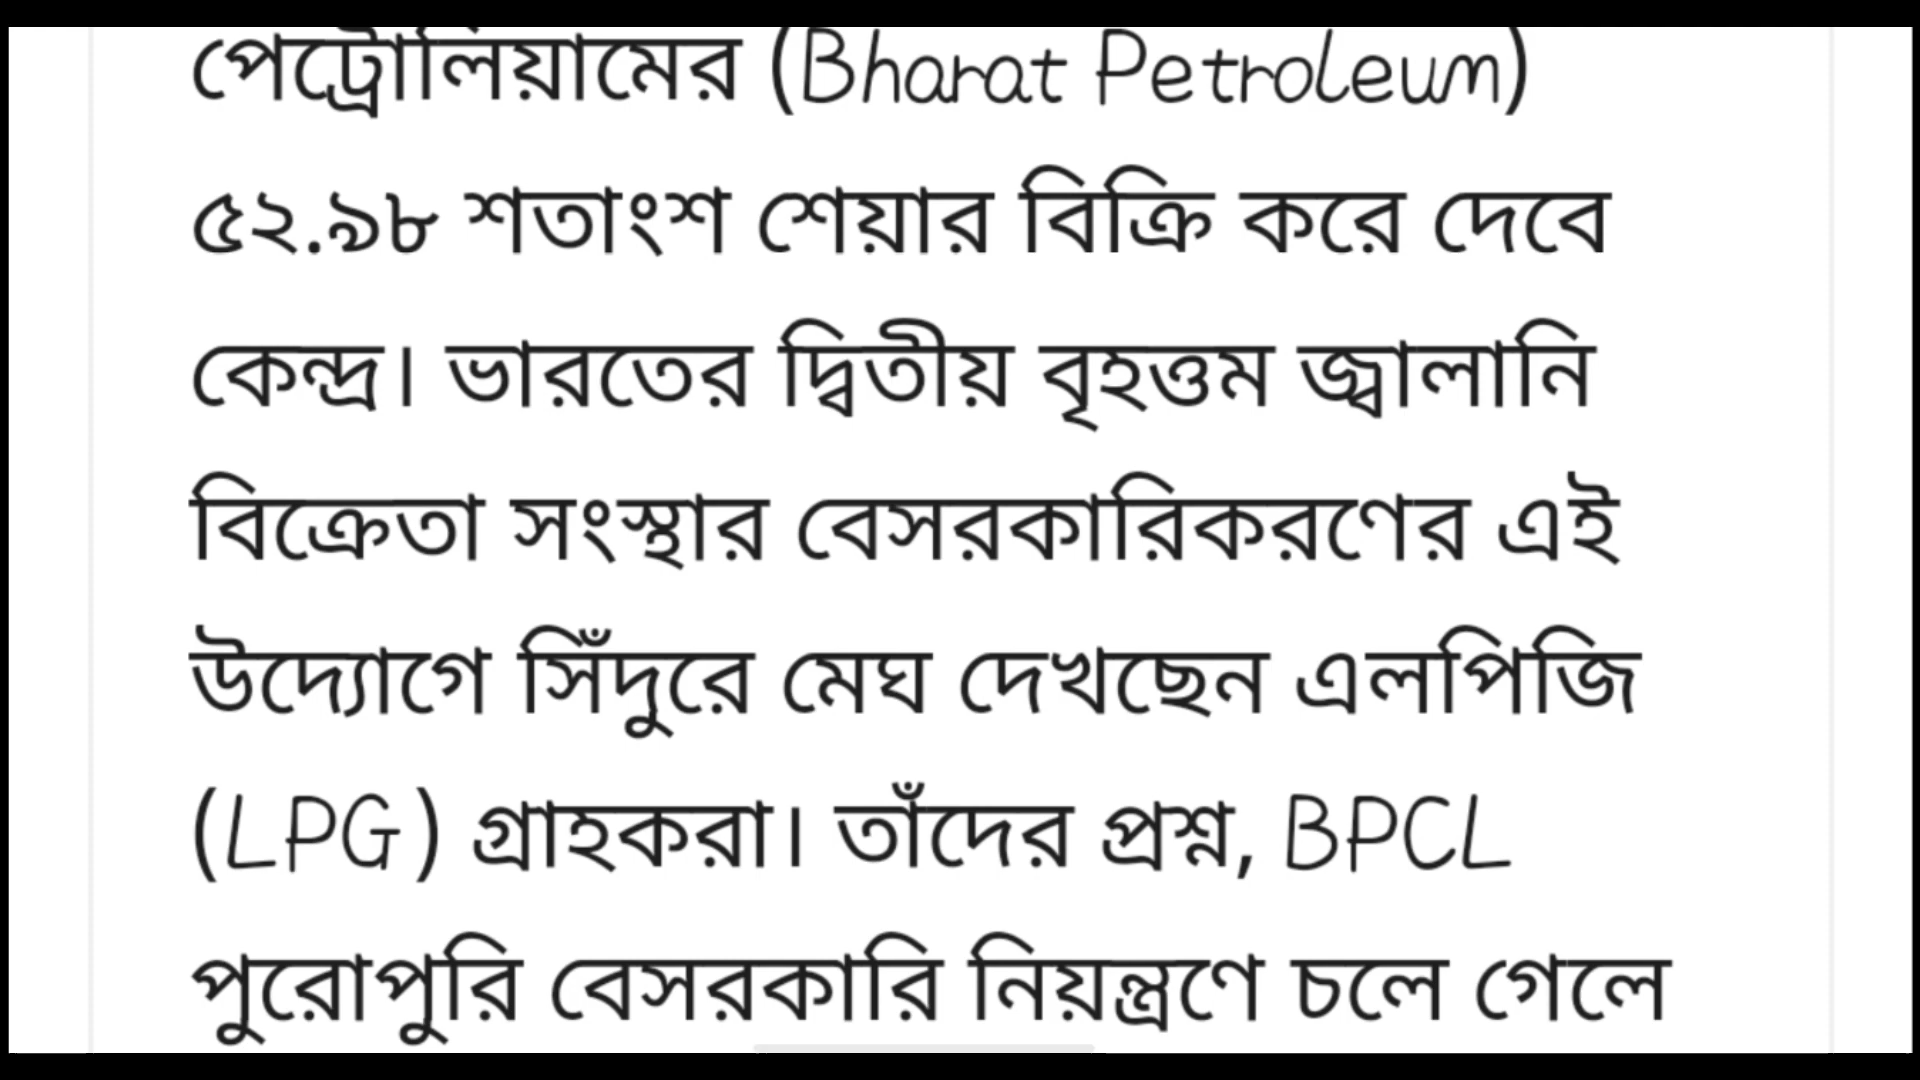 পেট্রোলিয়ামের (Bharat Petroleum)
৫২.৯৮ শতাংশ শেয়ার বিক্রি করে দেবে
কেন্দ্র। ভারতের দ্বিতীয় বৃহত্তম জ্বালানি
বিক্রেতা সংস্থার বেসরকারিকরণের এই
উদ্যোগে সিঁদুরে মেঘ দেখছেন এলপিজি
(LPG) গ্রাহকরা। তাঁদের প্রশ্ন, BPCL
পুরোপুরি বেসরকারি নিয়ন্ত্রণে চলে গেলে